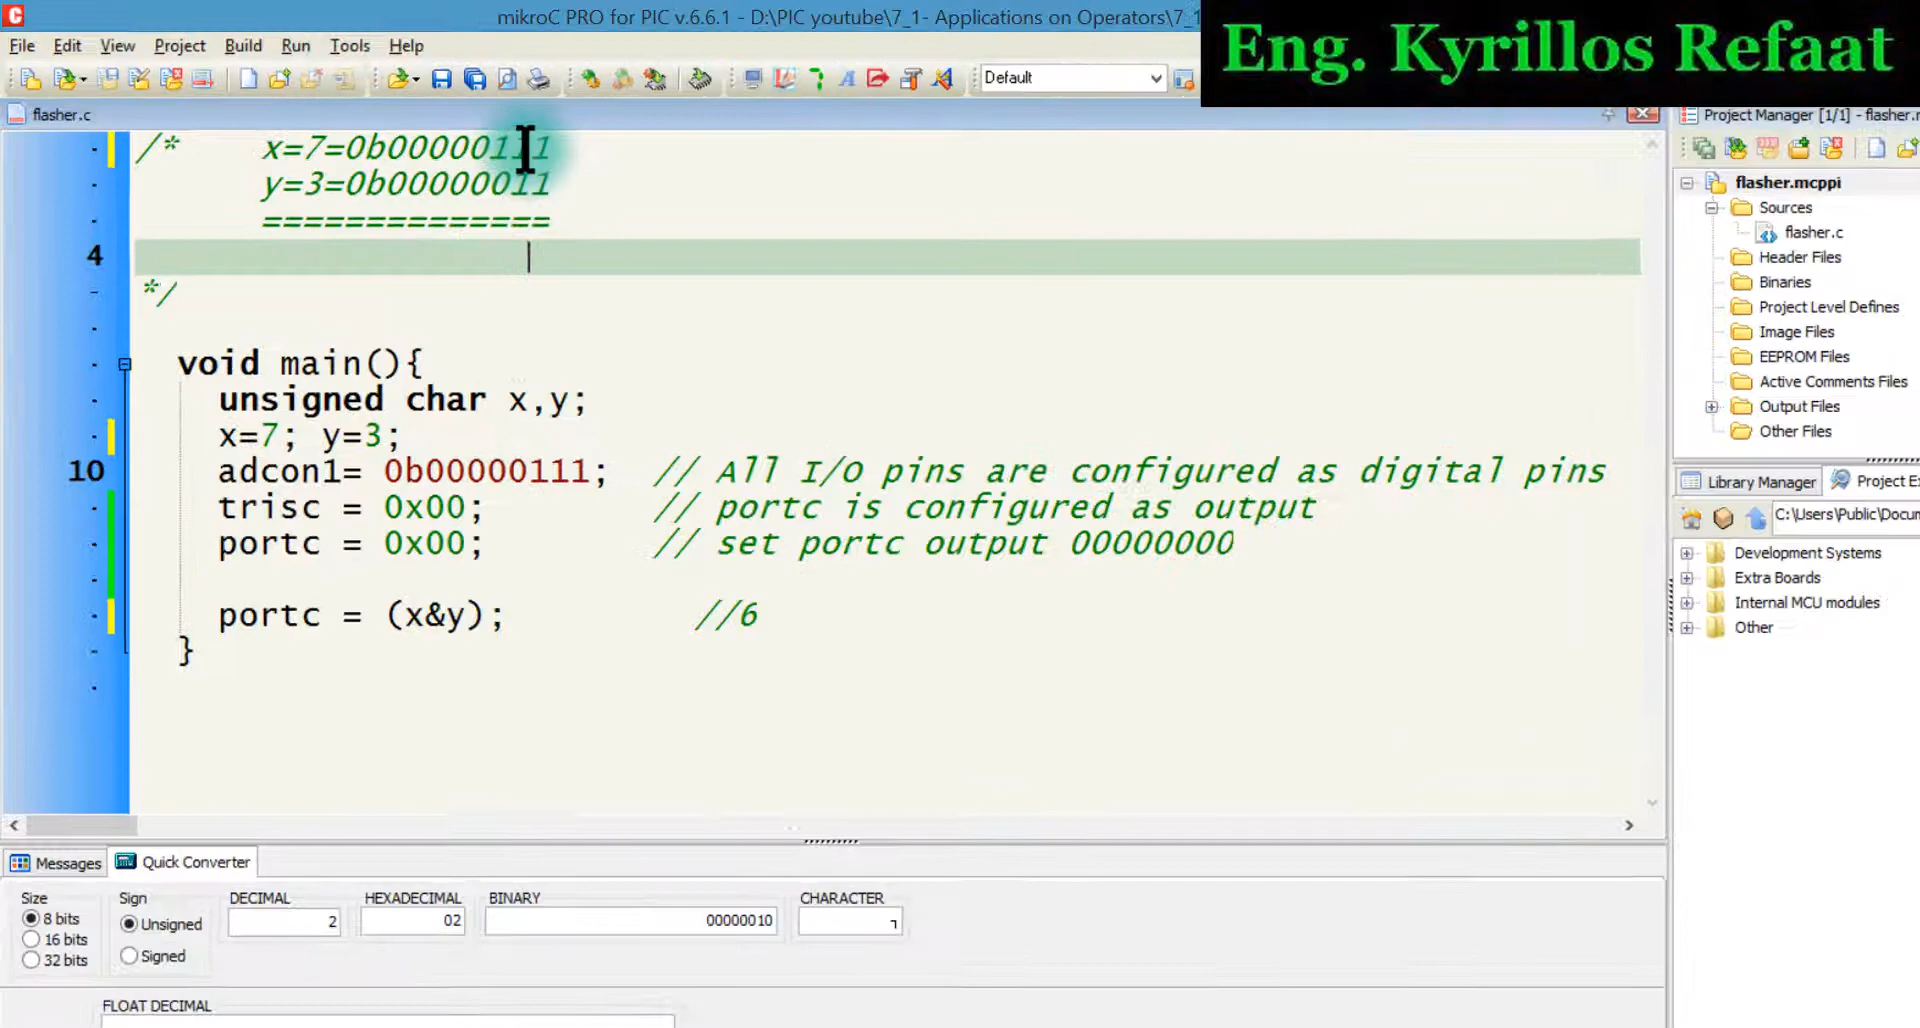 mikroC PRO for PIC v.6.6.1 - D:\PIC youtube\7_1- Applications on Operators\7_1
Eng. Kyrillos Refaat
File Edit View Project Build Run Tools Help
Default
flasher.c
Project Manager [1/1] - flasher.m
/* x=7=0b00000111
y=3=0b00000011
==============
4
*/
void main(){
unsigned char x,y;
x=7; y=3;
10 adcon1= 0b00000111; // All I/O pins are configured as digital pins
trisc = 0x00; // portc is configured as output
portc = 0x00; // set portc output 00000000
portc = (x&y); //6
}
flasher.mcppi
Sources
flasher.c
Header Files
Binaries
Project Level Defines
Image Files
EEPROM Files
Active Comments Files
Output Files
Other Files
Library Manager Project Ex
C:\Users\Public\Docum
Development Systems
Extra Boards
Internal MCU modules
Other
Messages Quick Converter
Size Sign DECIMAL HEXADECIMAL BINARY CHARACTER
8 bits Unsigned 2 02 00000010 ┐
16 bits
32 bits Signed
FLOAT DECIMAL